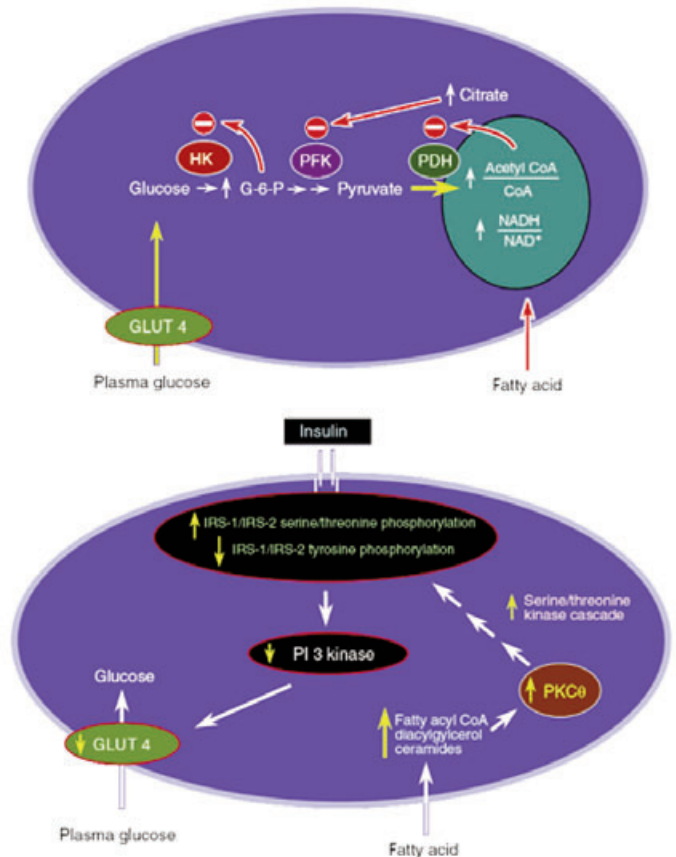 Citrate
HK
PFK
PDH
Glucose
G-6-P
Pyruvate
Acetyl CoA
CoA
NADH
NAD+
GLUT 4
Plasma glucose
Fatty acid
Insulin
IRS-1/IRS-2 serine/threonine phosphorylation
IRS-1/IRS-2 tyrosine phosphorylation
Serine/threonine
kinase cascade
PI 3 kinase
Glucose
PKCθ
GLUT 4
Fatty acyl CoA
diacylgylcerol
ceramides
Plasma glucose
Fatty acid